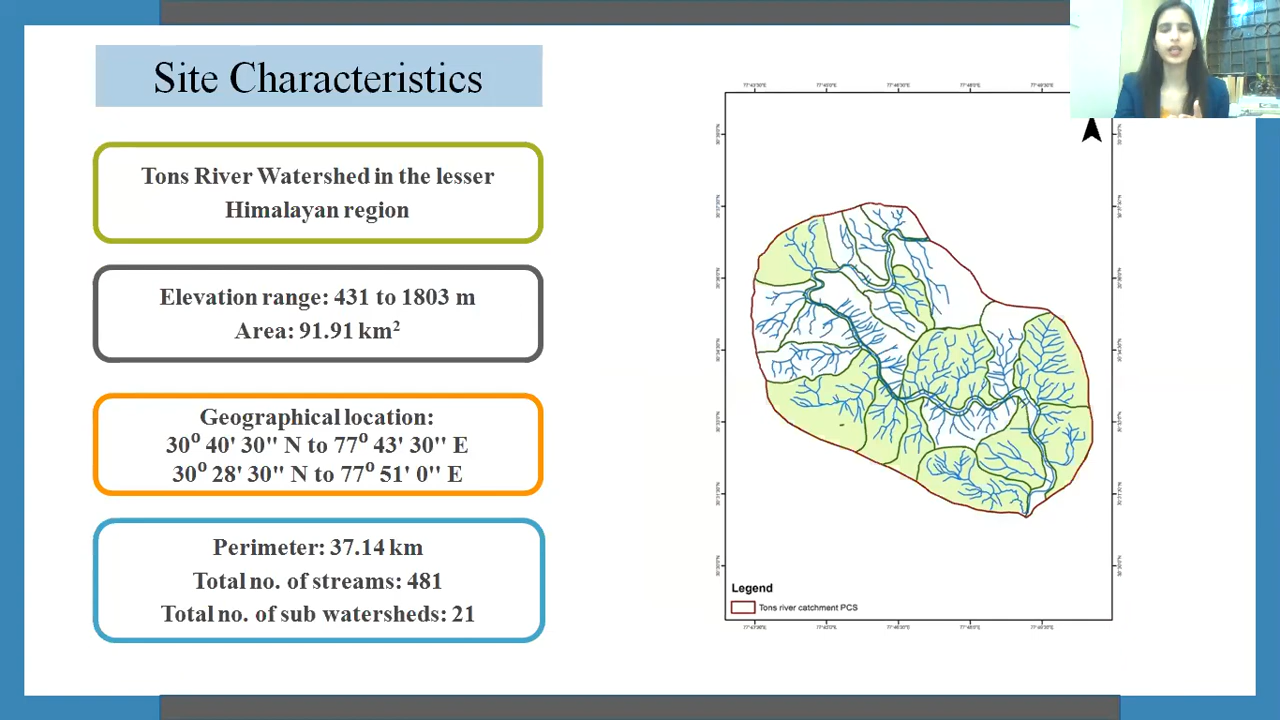 Site Characteristics
Tons River Watershed in the lesser
Himalayan region
Elevation range: 431 to 1803 m
Area: 91.91 km²
Geographical location:
30⁰ 40' 30'' N to 77⁰ 43' 30'' E
30⁰ 28' 30'' N to 77⁰ 51' 0'' E
Perimeter: 37.14 km
Total no. of streams: 481
Total no. of sub watersheds: 21
Legend
Tons river catchment PCS